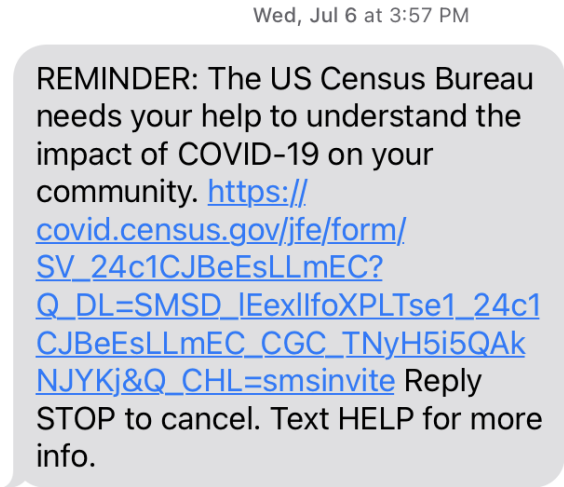 Wed, Jul 6 at 3:57 PM
REMINDER: The US Census Bureau
needs your help to understand the
impact of COVID-19 on your
community. https://
covid.census.gov/jfe/form/
SV_24c1CJBeEsLLmEC?
Q_DL=SMSD_lEexllfoXPLTse1_24c1
CJBeEsLLmEC_CGC_TNyH5i5QAk
NJYKj&Q_CHL=smsinvite Reply
STOP to cancel. Text HELP for more
info.